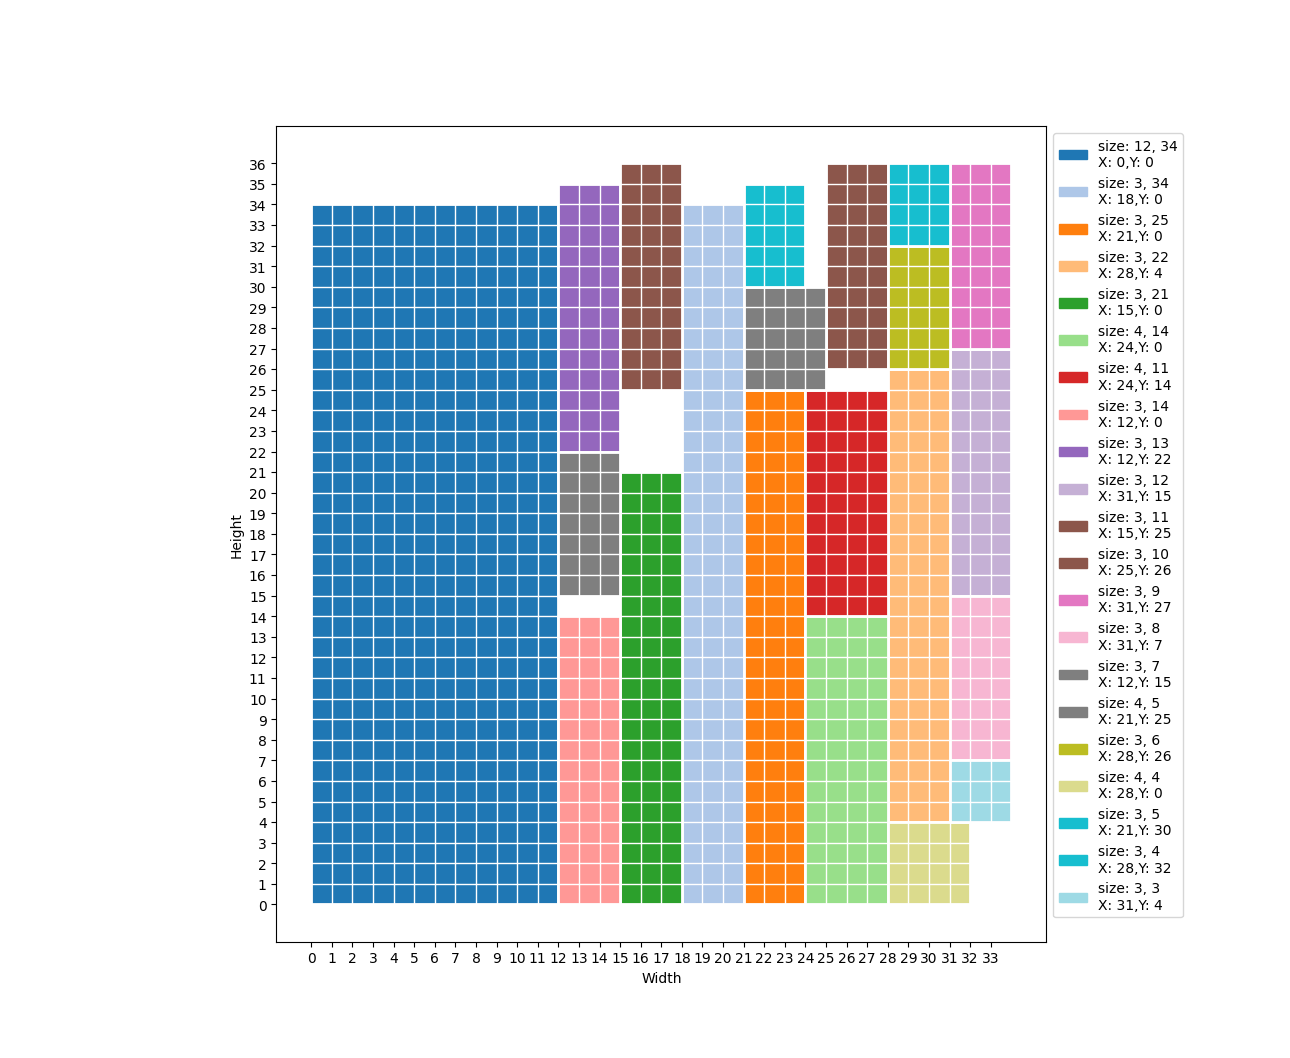 36
35
34
33
32
31
30
29
28
27
26
25
24
23
22
21
20
19
18
17
16
15
14
13
12
11
10
9
8
7
6
5
4
3
2
1
0
Height
0 1 2 3 4 5 6 7 8 9 10 11 12 13 14 15 16 17 18 19 20 21 22 23 24 25 26 27 28 29 30 31 32 33
Width
size: 12, 34
X: 0,Y: 0
size: 3, 34
X: 18,Y: 0
size: 3, 25
X: 21,Y: 0
size: 3, 22
X: 28,Y: 4
size: 3, 21
X: 15,Y: 0
size: 4, 14
X: 24,Y: 0
size: 4, 11
X: 24,Y: 14
size: 3, 14
X: 12,Y: 0
size: 3, 13
X: 12,Y: 22
size: 3, 12
X: 31,Y: 15
size: 3, 11
X: 15,Y: 25
size: 3, 10
X: 25,Y: 26
size: 3, 9
X: 31,Y: 27
size: 3, 8
X: 31,Y: 7
size: 3, 7
X: 12,Y: 15
size: 4, 5
X: 21,Y: 25
size: 3, 6
X: 28,Y: 26
size: 4, 4
X: 28,Y: 0
size: 3, 5
X: 21,Y: 30
size: 3, 4
X: 28,Y: 32
size: 3, 3
X: 31,Y: 4